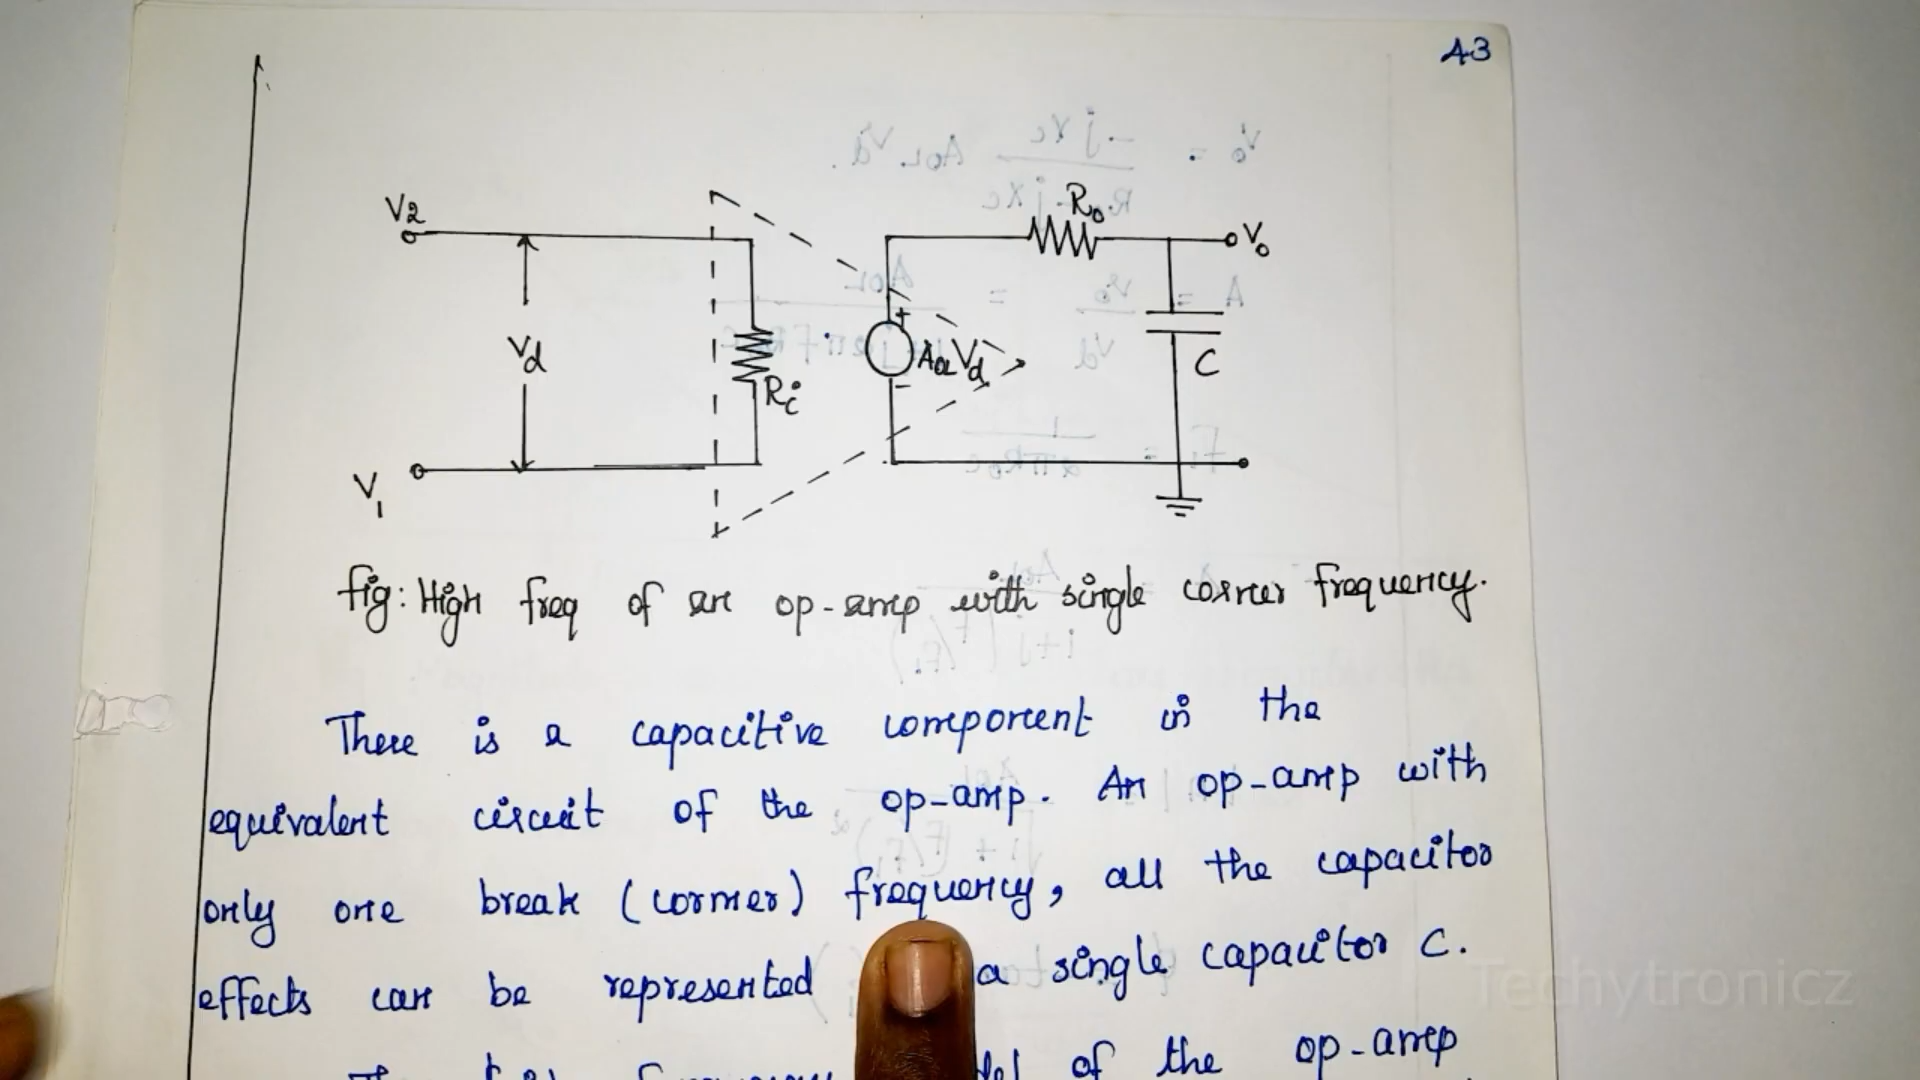 43
V2
Ro
Vo
Vd
Ri
+
AOLVd
-
C
V1
fig: High freq of an op-amp with single corner frequency.
There is a capacitive component in the
equivalent circuit of the op-amp. An op-amp with
only one break (corner) frequency, all the capacitor
effects can be represented a single capacitor C.
of the op-amp
Techytronicz